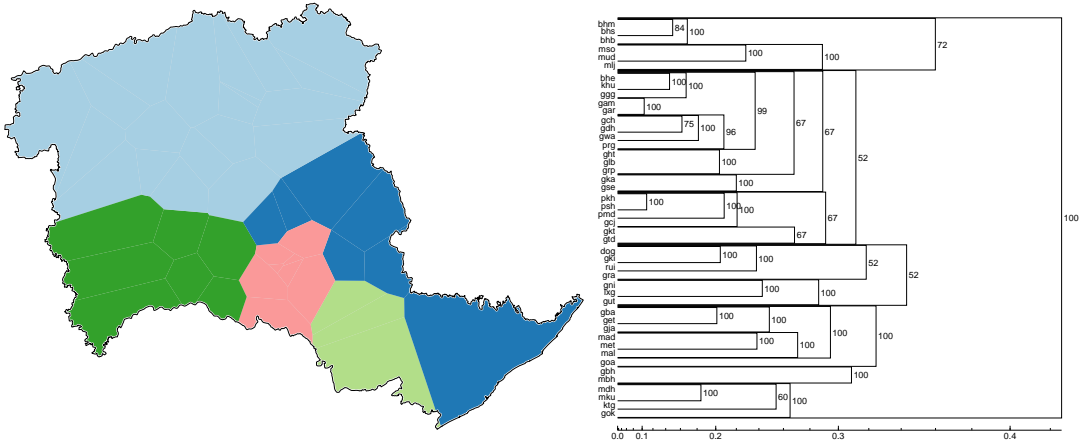 bhm
bhs
bhb
mso
mud
mlj
bhe
khu
ggg
gam
gar
gch
gdh
gwa
prg
ght
glb
grp
gka
gse
pkh
psh
pmd
gcj
gkt
gtd
dog
gki
rui
gra
gni
txg
gut
gba
get
gja
mad
met
mal
goa
gbh
mbh
mdh
mku
ktg
gok
84
100
100
72
100
100
100
99
100
75
100
96
67
67
100
52
100
100
100
100
67
67
100
100
52
52
100
100
100
100
100
100
100
100
100
100
60
100
100
0.0 0.1 0.2 0.3 0.4